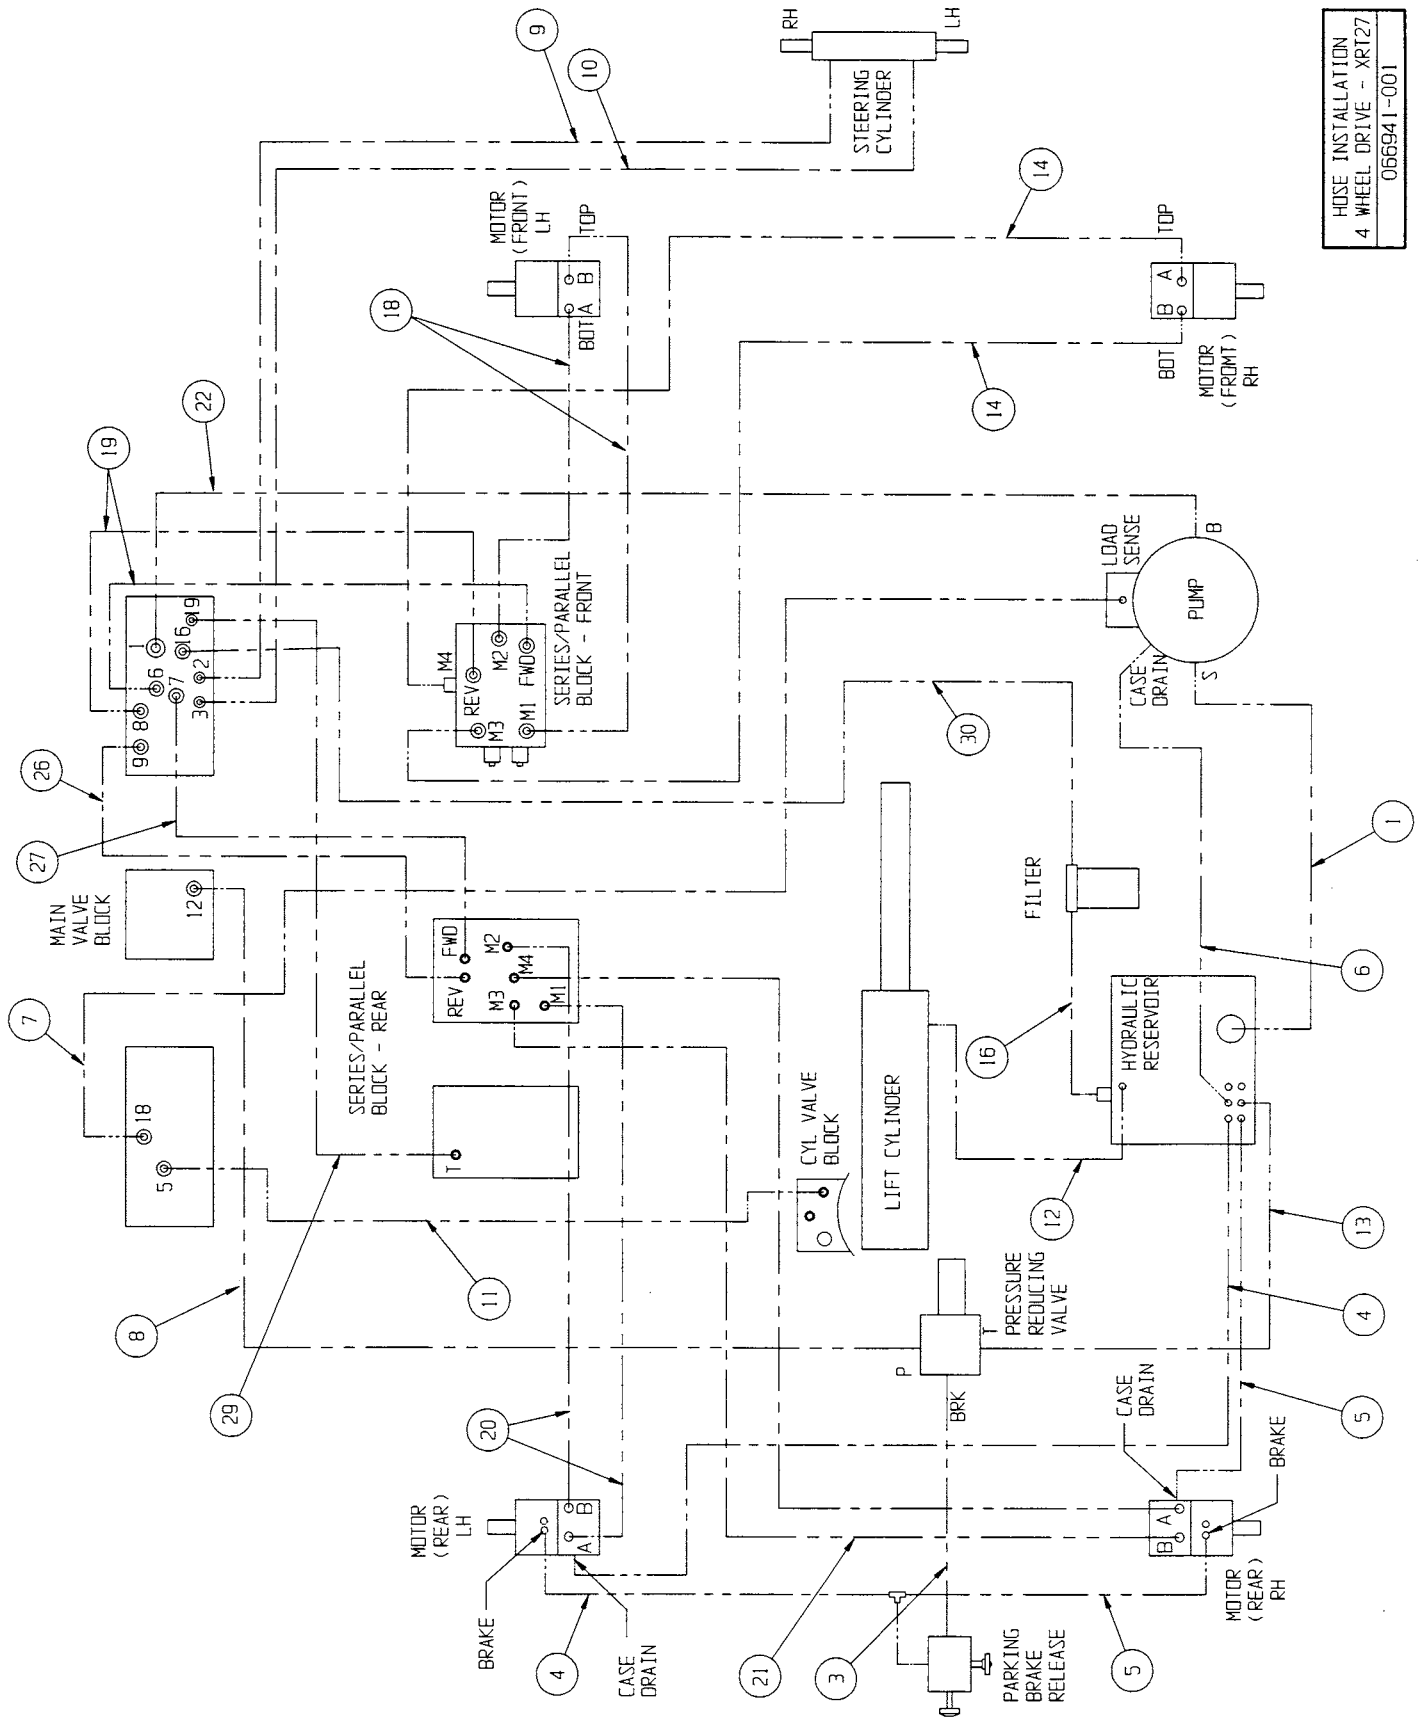 HOSE INSTALLATION
4 WHEEL DRIVE - XRT27
066941-001
RH
LH
STEERING
CYLINDER
9
10
MOTOR
(FRONT)
LH
TOP
BOT
A
B
18
14
TOP
A
B
BOT
MOTOR
(FROMT)
RH
14
22
19
1
6
7
8
9
16
19
2
3
26
27
MAIN
VALVE
BLOCK
12
M4
REV
M3
M2
FWD
M1
SERIES/PARALLEL
BLOCK - FRONT
LOAD
SENSE
B
PUMP
S
CASE
DRAIN
30
1
6
FILTER
16
HYDRAULIC
RESERVOIR
12
13
4
5
7
18
5
SERIES/PARALLEL
BLOCK - REAR
REV
FWD
M2
M4
M3
M1
T
CYL VALVE
BLOCK
LIFT CYLINDER
11
8
29
P
T
PRESSURE
REDUCING
VALVE
BRK
20
MOTOR
(REAR)
LH
BRAKE
A
B
CASE
DRAIN
4
21
3
5
PARKING
BRAKE
RELEASE
CASE
DRAIN
BRAKE
A
B
MOTOR
(REAR)
RH